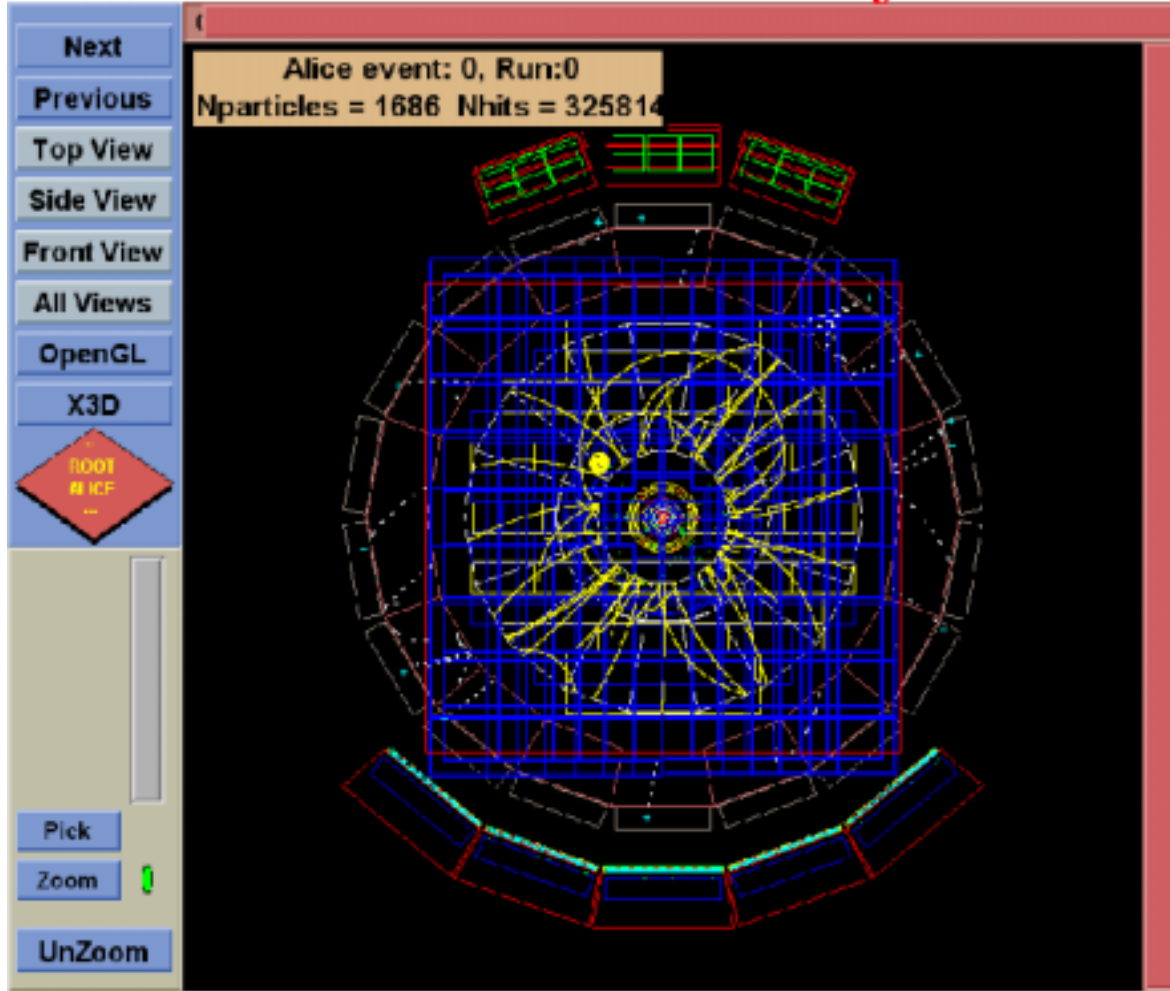 Next
Previous
Top View
Side View
Front View
All Views
OpenGL
X3D
ROOT
ALICE
Pick
Zoom
UnZoom
Alice event: 0, Run:0
Nparticles = 1686 Nhits = 325814